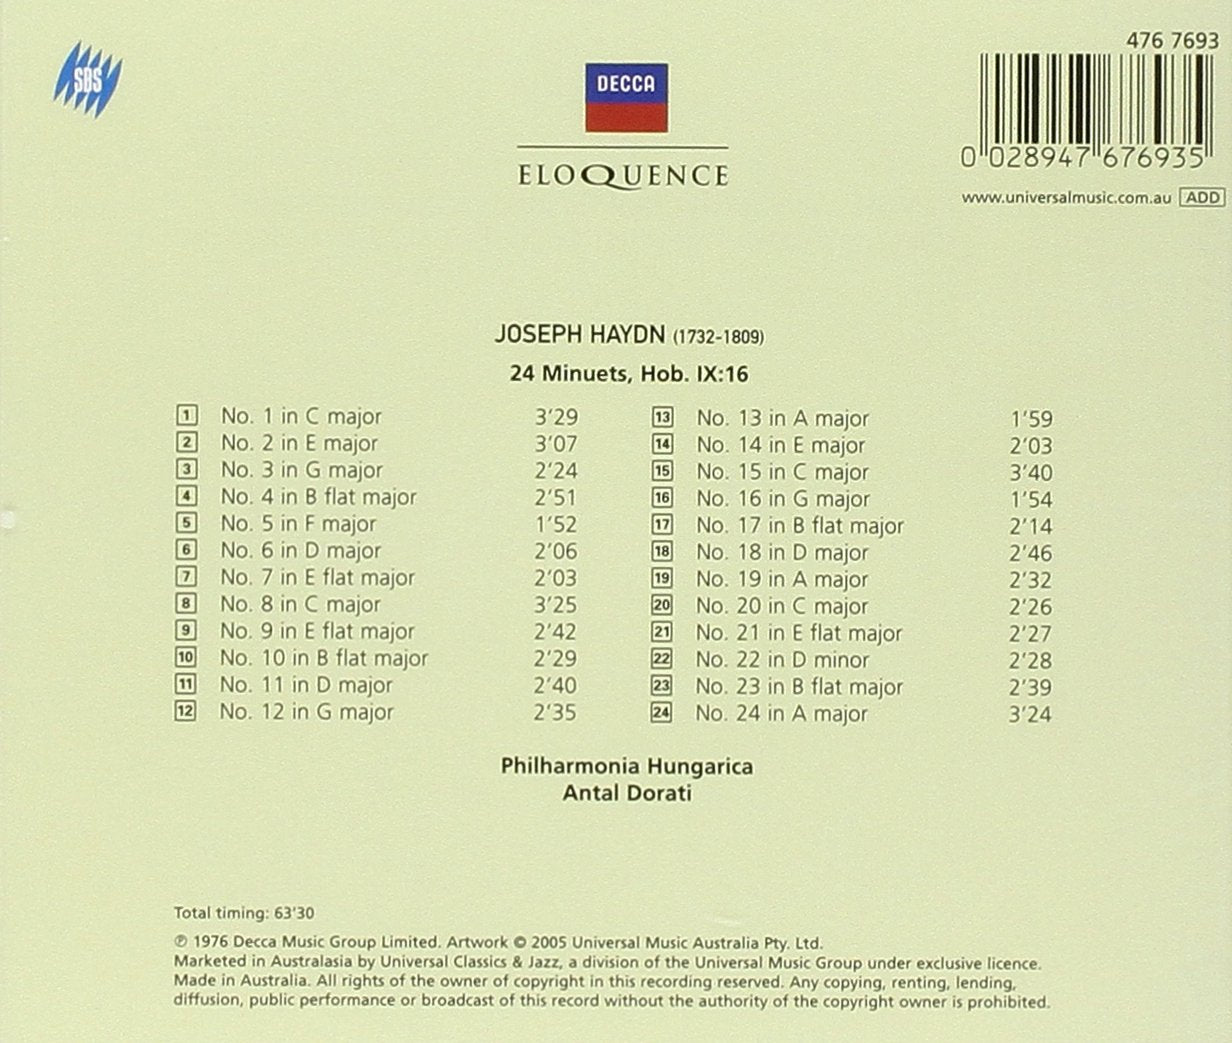 SBS
DECCA
ELOQUENCE
476 7693
0 028947 676935
www.universalmusic.com.au ADD
JOSEPH HAYDN (1732-1809)
24 Minuets, Hob. IX:16
1 No. 1 in C major 3'29
2 No. 2 in E major 3'07
3 No. 3 in G major 2'24
4 No. 4 in B flat major 2'51
5 No. 5 in F major 1'52
6 No. 6 in D major 2'06
7 No. 7 in E flat major 2'03
8 No. 8 in C major 3'25
9 No. 9 in E flat major 2'42
10 No. 10 in B flat major 2'29
11 No. 11 in D major 2'40
12 No. 12 in G major 2'35
13 No. 13 in A major 1'59
14 No. 14 in E major 2'03
15 No. 15 in C major 3'40
16 No. 16 in G major 1'54
17 No. 17 in B flat major 2'14
18 No. 18 in D major 2'46
19 No. 19 in A major 2'32
20 No. 20 in C major 2'26
21 No. 21 in E flat major 2'27
22 No. 22 in D minor 2'28
23 No. 23 in B flat major 2'39
24 No. 24 in A major 3'24
Philharmonia Hungarica
Antal Dorati
Total timing: 63'30
℗ 1976 Decca Music Group Limited. Artwork © 2005 Universal Music Australia Pty. Ltd.
Marketed in Australasia by Universal Classics & Jazz, a division of the Universal Music Group under exclusive licence.
Made in Australia. All rights of the owner of copyright in this recording reserved. Any copying, renting, lending,
diffusion, public performance or broadcast of this record without the authority of the copyright owner is prohibited.